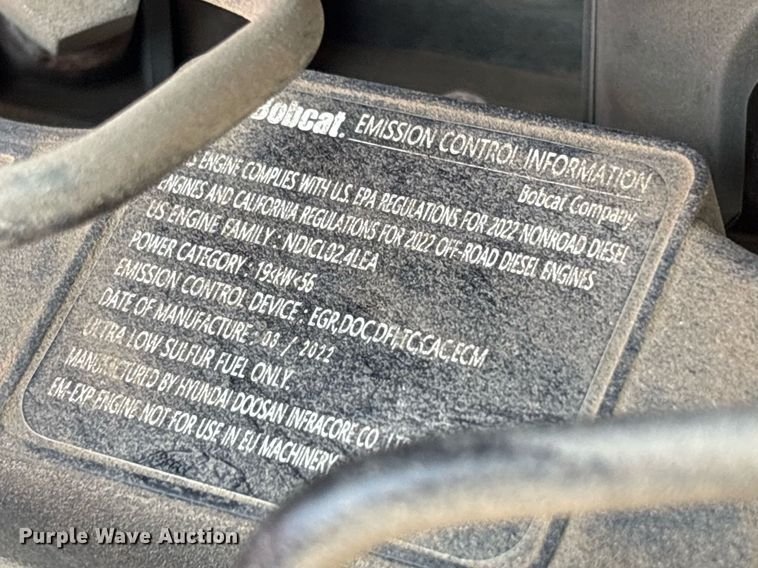 Bobcat. EMISSION CONTROL INFORMATION
Bobcat Company
ENGINE COMPLIES WITH U.S. EPA REGULATIONS FOR 2022 NONROAD DIESEL
ENGINES AND CALIFORNIA REGULATIONS FOR 2022 OFF-ROAD DIESEL ENGINES
US ENGINE FAMILY : NDICL02.4LEA
POWER CATEGORY : 19<kW<56
EMISSION CONTROL DEVICE : EGR,DOC,DFI,TC,CAC,ECM
DATE OF MANUFACTURE : 08 / 2022
ULTRA LOW SULFUR FUEL ONLY.
MANUFACTURED BY HYUNDAI DOOSAN INFRACORE CO.
EM-EXP ENGINE NOT FOR USE IN EU MACHINERY
Purple Wave Auction